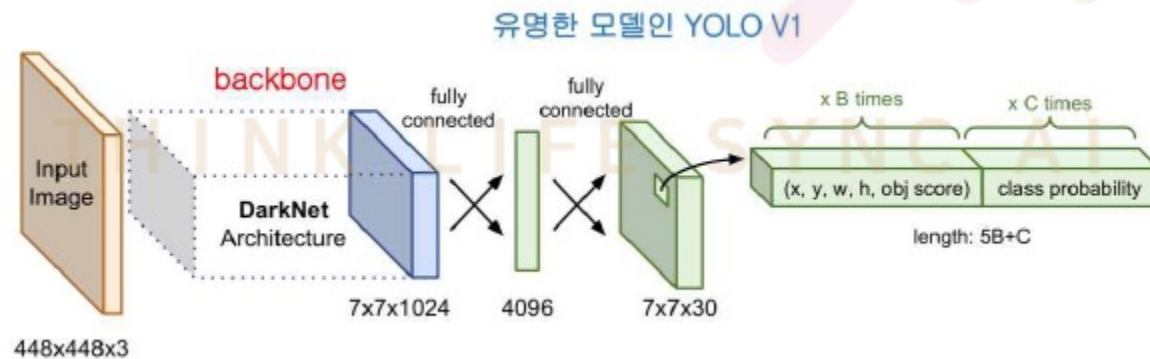 유명한 모델인 YOLO V1
backbone
fully
connected
fully
connected
x B times
x C times
THINK LIFE SYNC AI
Input
Image
DarkNet
Architecture
(x, y, w, h, obj score)
class probability
length: 5B+C
7x7x1024
4096
7x7x30
448x448x3